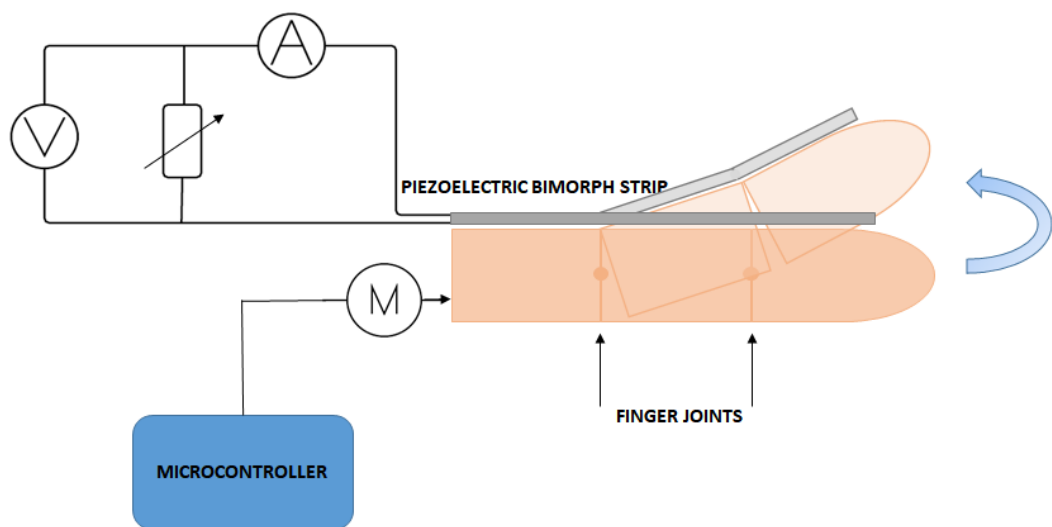 A
V
PIEZOELECTRIC BIMORPH STRIP
M
FINGER JOINTS
MICROCONTROLLER